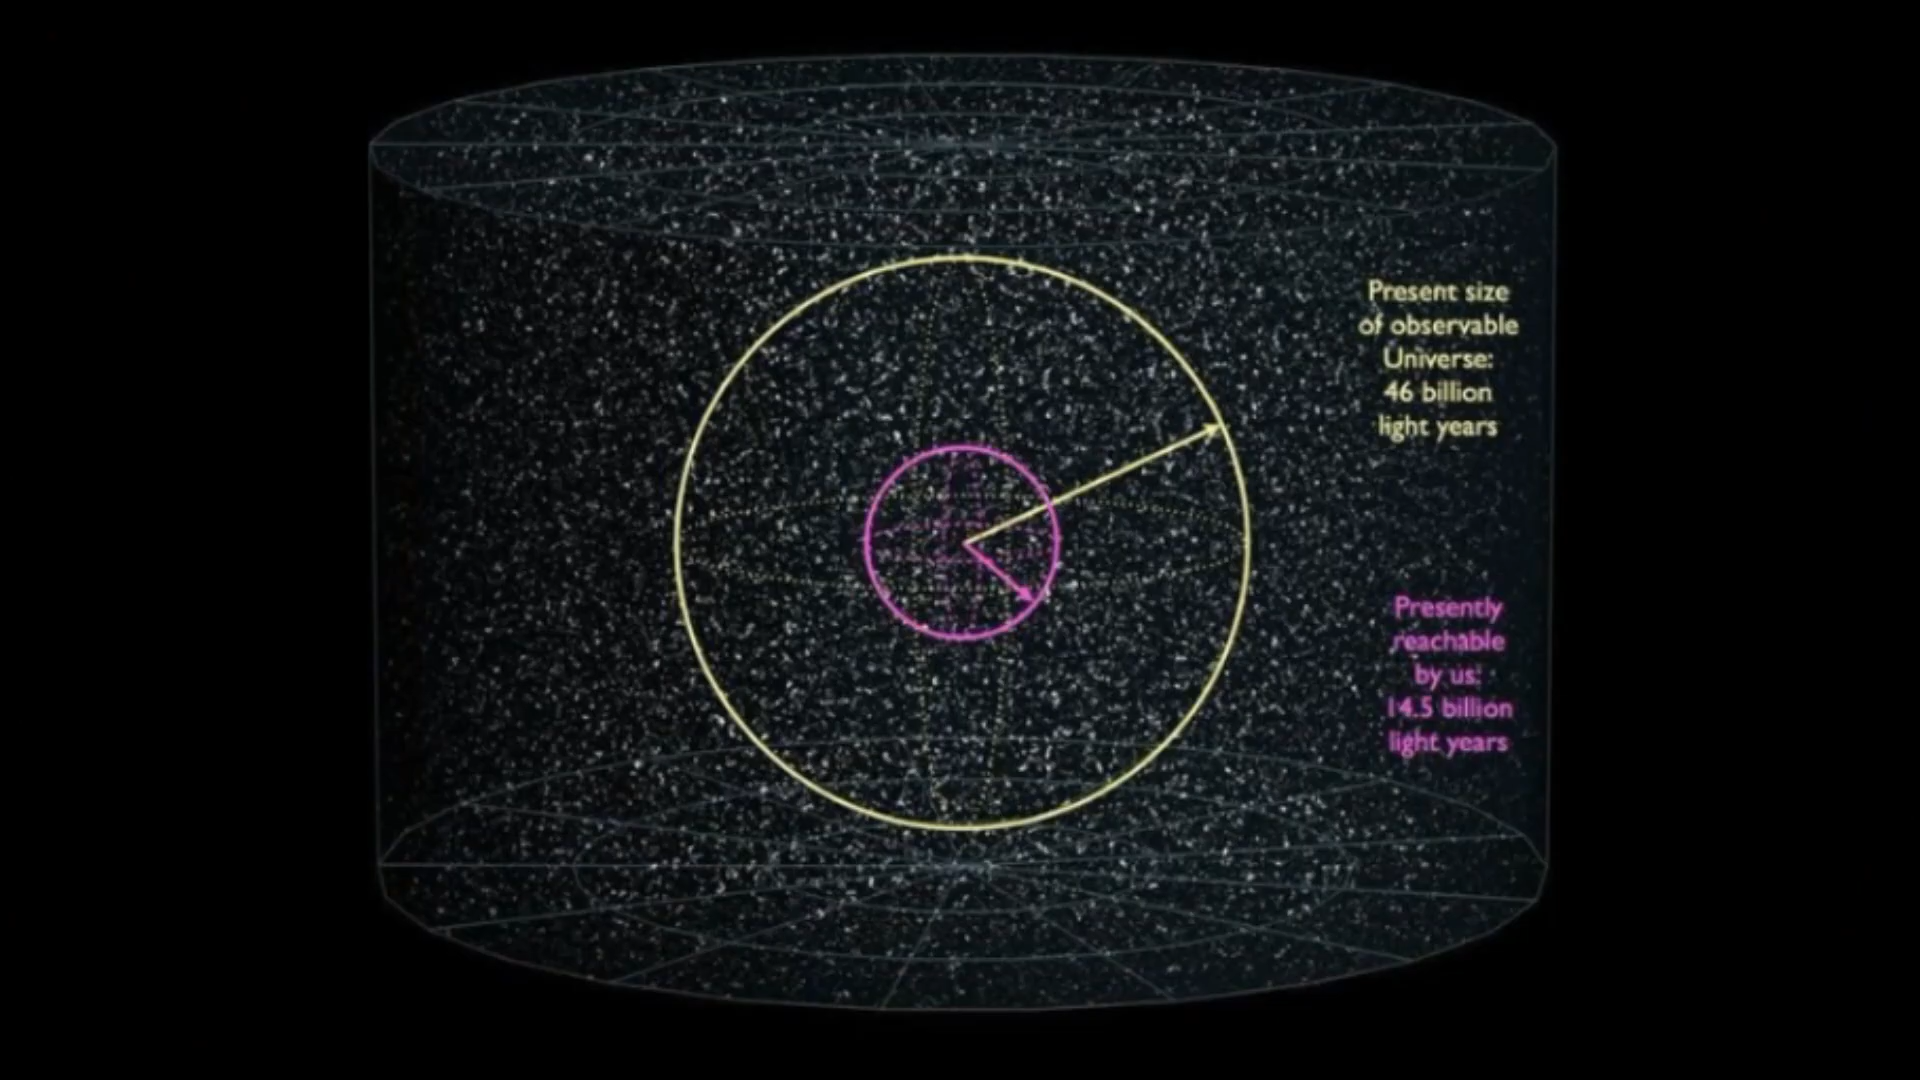 Present size
of observable
Universe:
46 billion
light years
Presently
reachable
by us:
14.5 billion
light years